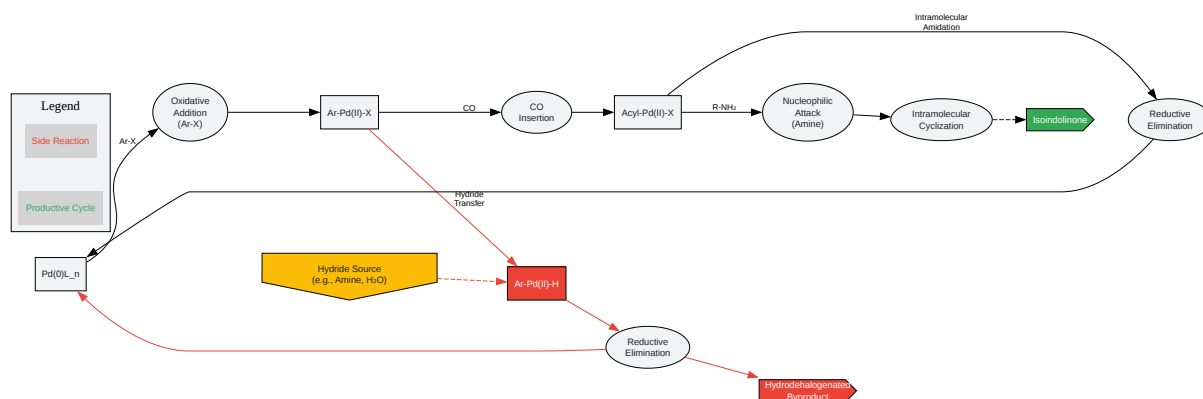 Intramolecular
Amidation
Legend
Side Reaction
Productive Cycle
Ar-X
Oxidative
Addition
(Ar-X)
Ar-Pd(II)-X
CO
CO
Insertion
Acyl-Pd(II)-X
R-NH₂
Nucleophilic
Attack
(Amine)
Intramolecular
Cyclization
Isoindolinone
Reductive
Elimination
Hydride
Transfer
Pd(0)L_n
Hydride Source
(e.g., Amine, H₂O)
Ar-Pd(II)-H
Reductive
Elimination
Hydrodehalogenated
Byproduct